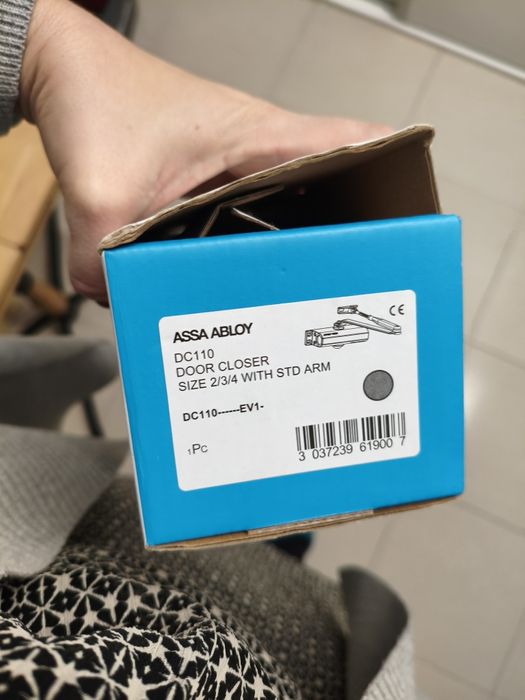 ASSA ABLOY
CE
DC110
DOOR CLOSER
SIZE 2/3/4 WITH STD ARM
DC110------EV1-
1Pc
3 037239 61900 7